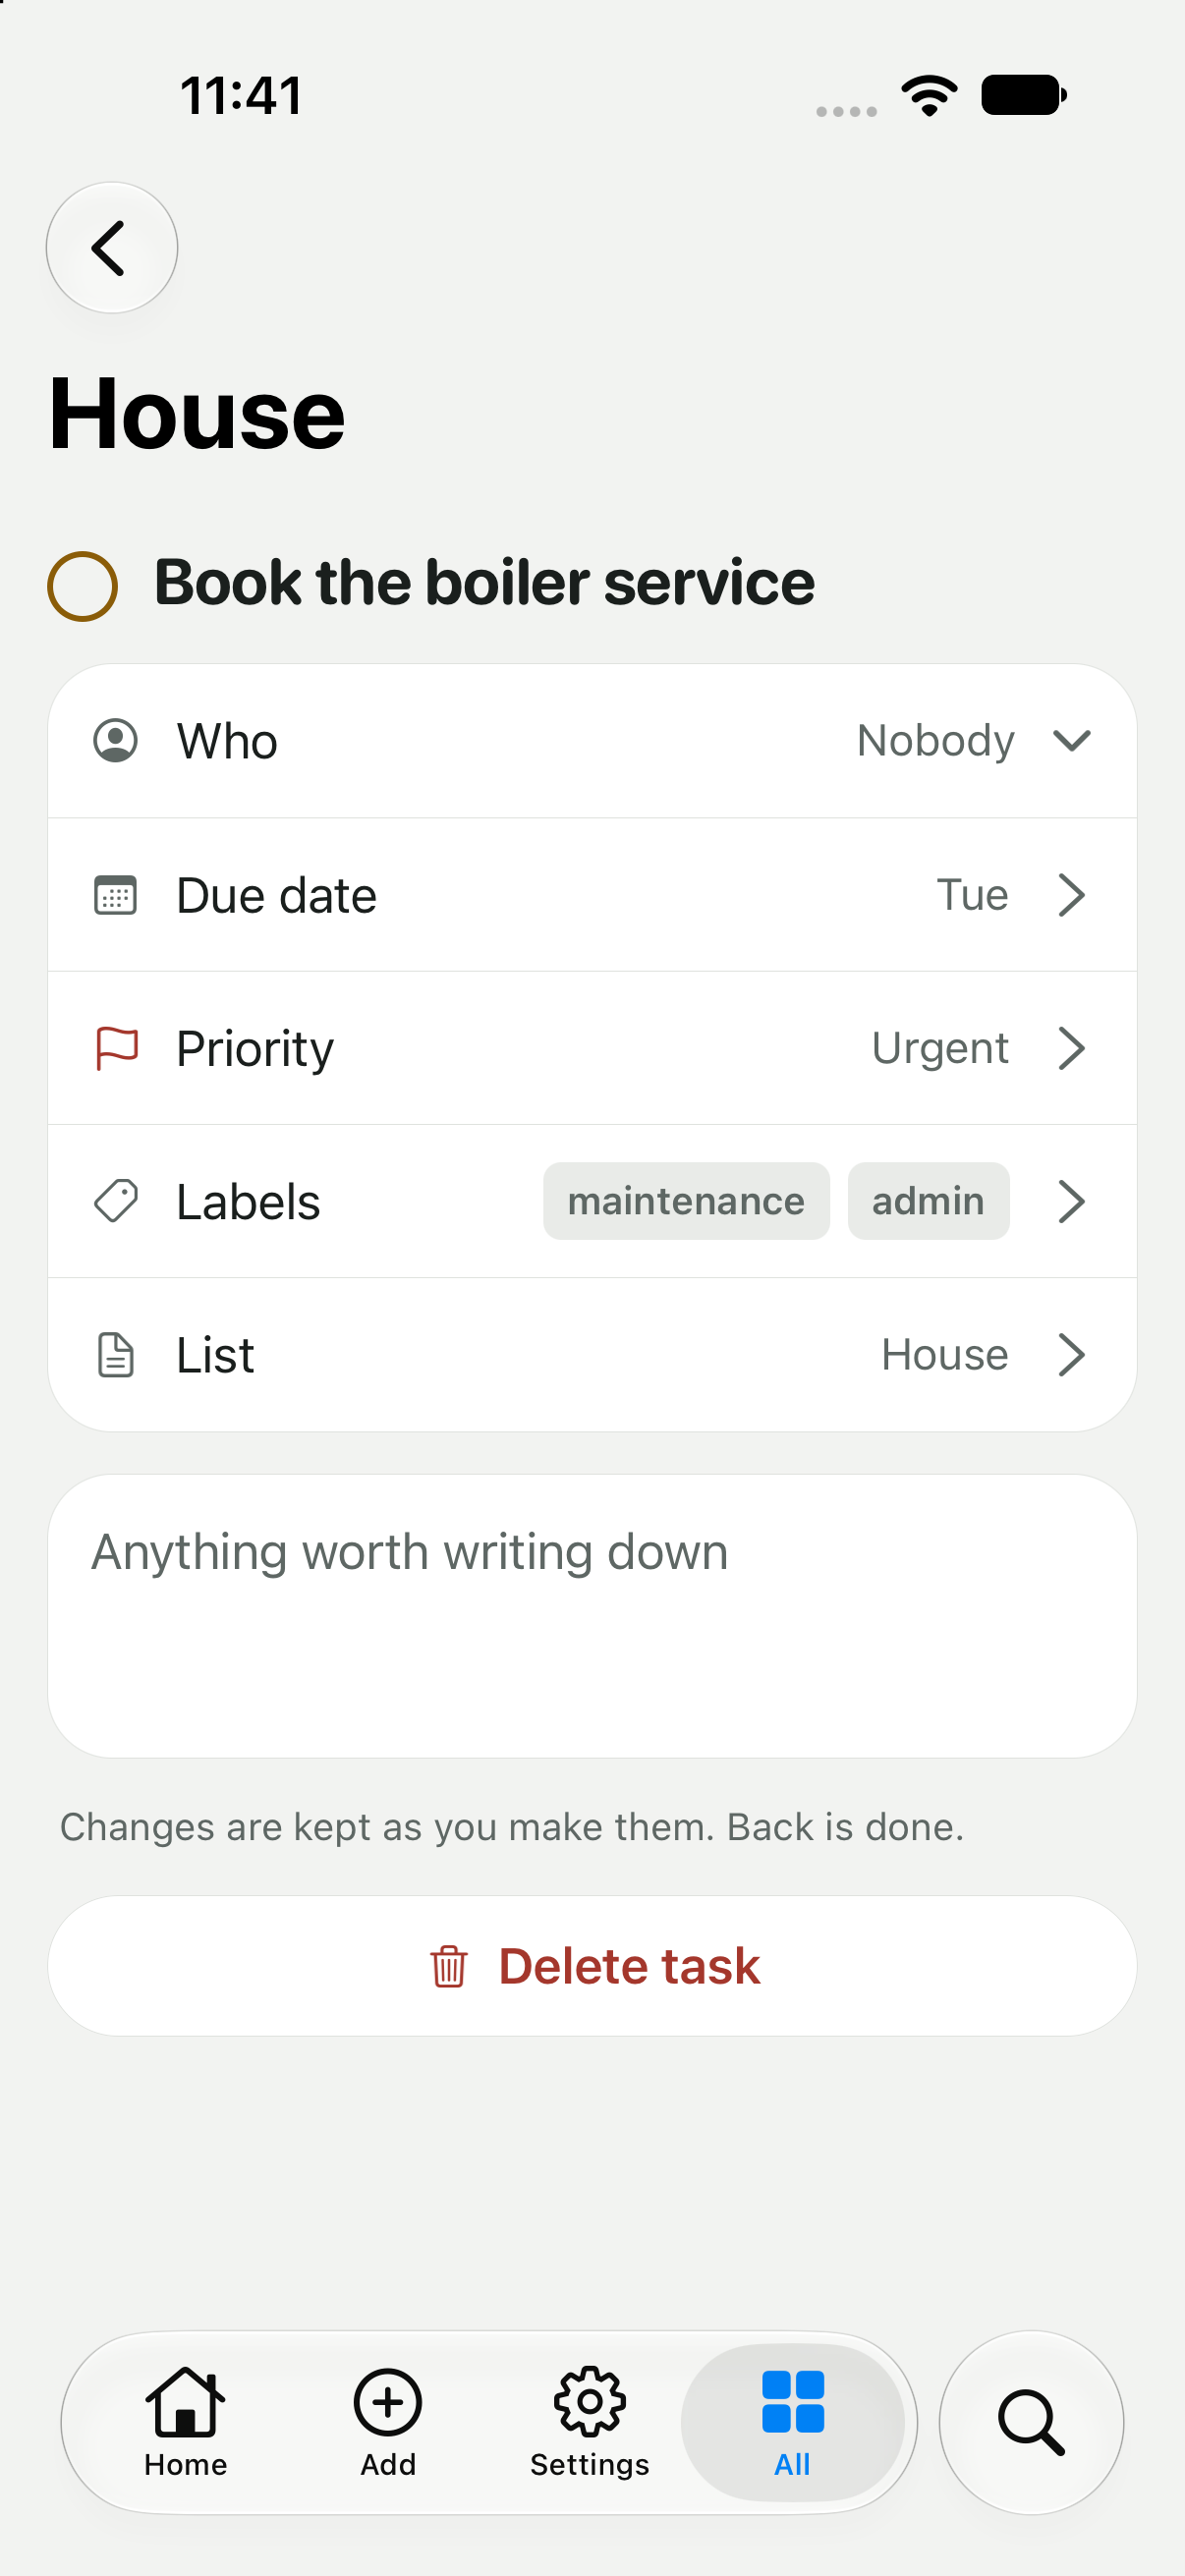 11:41
House
Book the boiler service
Who Nobody
Due date Tue
Priority Urgent
Labels maintenance admin
List House
Anything worth writing down
Changes are kept as you make them. Back is done.
Delete task
Home Add Settings All